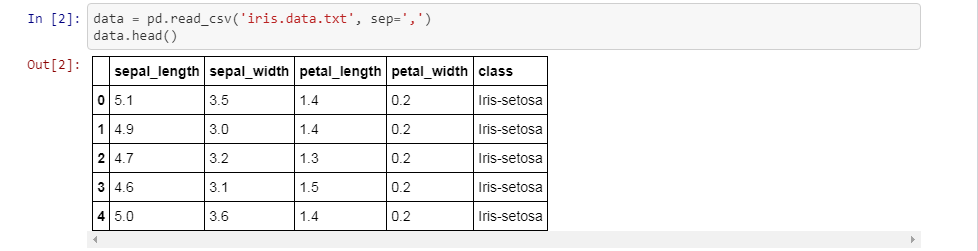 In [2]: data = pd.read_csv('iris.data.txt', sep=',')
data.head()
Out[2]:
sepal_length sepal_width petal_length petal_width class
0 5.1 3.5 1.4 0.2 Iris-setosa
1 4.9 3.0 1.4 0.2 Iris-setosa
2 4.7 3.2 1.3 0.2 Iris-setosa
3 4.6 3.1 1.5 0.2 Iris-setosa
4 5.0 3.6 1.4 0.2 Iris-setosa